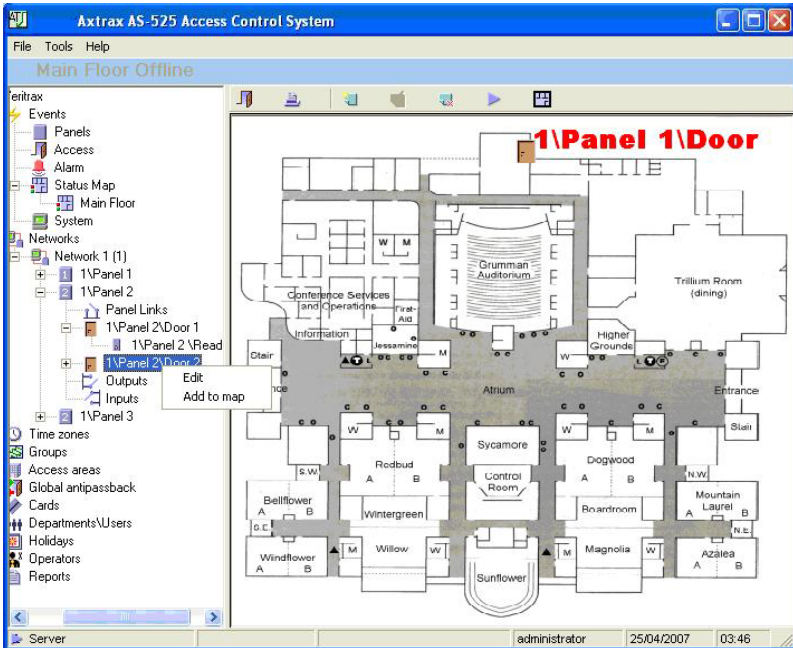 Axtrax AS-525 Access Control System
File Tools Help
Main Floor Offline
eritrax
Events
Panels
Access
Alarm
Status Map
Main Floor
System
Networks
Network 1 (1)
1\Panel 1
1\Panel 2
Panel Links
1\Panel 2\Door 1
1\Panel 2 \Read
1\Panel 2\Door 2
Edit
Add to map
Outputs
Inputs
1\Panel 3
Time zones
Groups
Access areas
Global antipassback
Cards
Departments\Users
Holidays
Operators
Reports
1\Panel 1\Door
W M
Grumman
Auditorium
Trillium Room
(dining)
Conference Services
and Operations
First-
Aid
Information
Jessamine
Higher
Grounds
Stair
M
W
L
L
nce
Atrium
Entrance
Stair
W
M
W
M
Sycamore
Redbud
A B
Dogwood
A B
S.W.
N.W.
Control
Room
Bellflower
A B
Wintergreen
Boardroom
Mountain
Laurel
A B
S.E.
N.E.
Windflower
A B
M
Willow
W
M
Magnolia
W
Azalea
A B
Sunflower
Server
administrator
25/04/2007
03:46